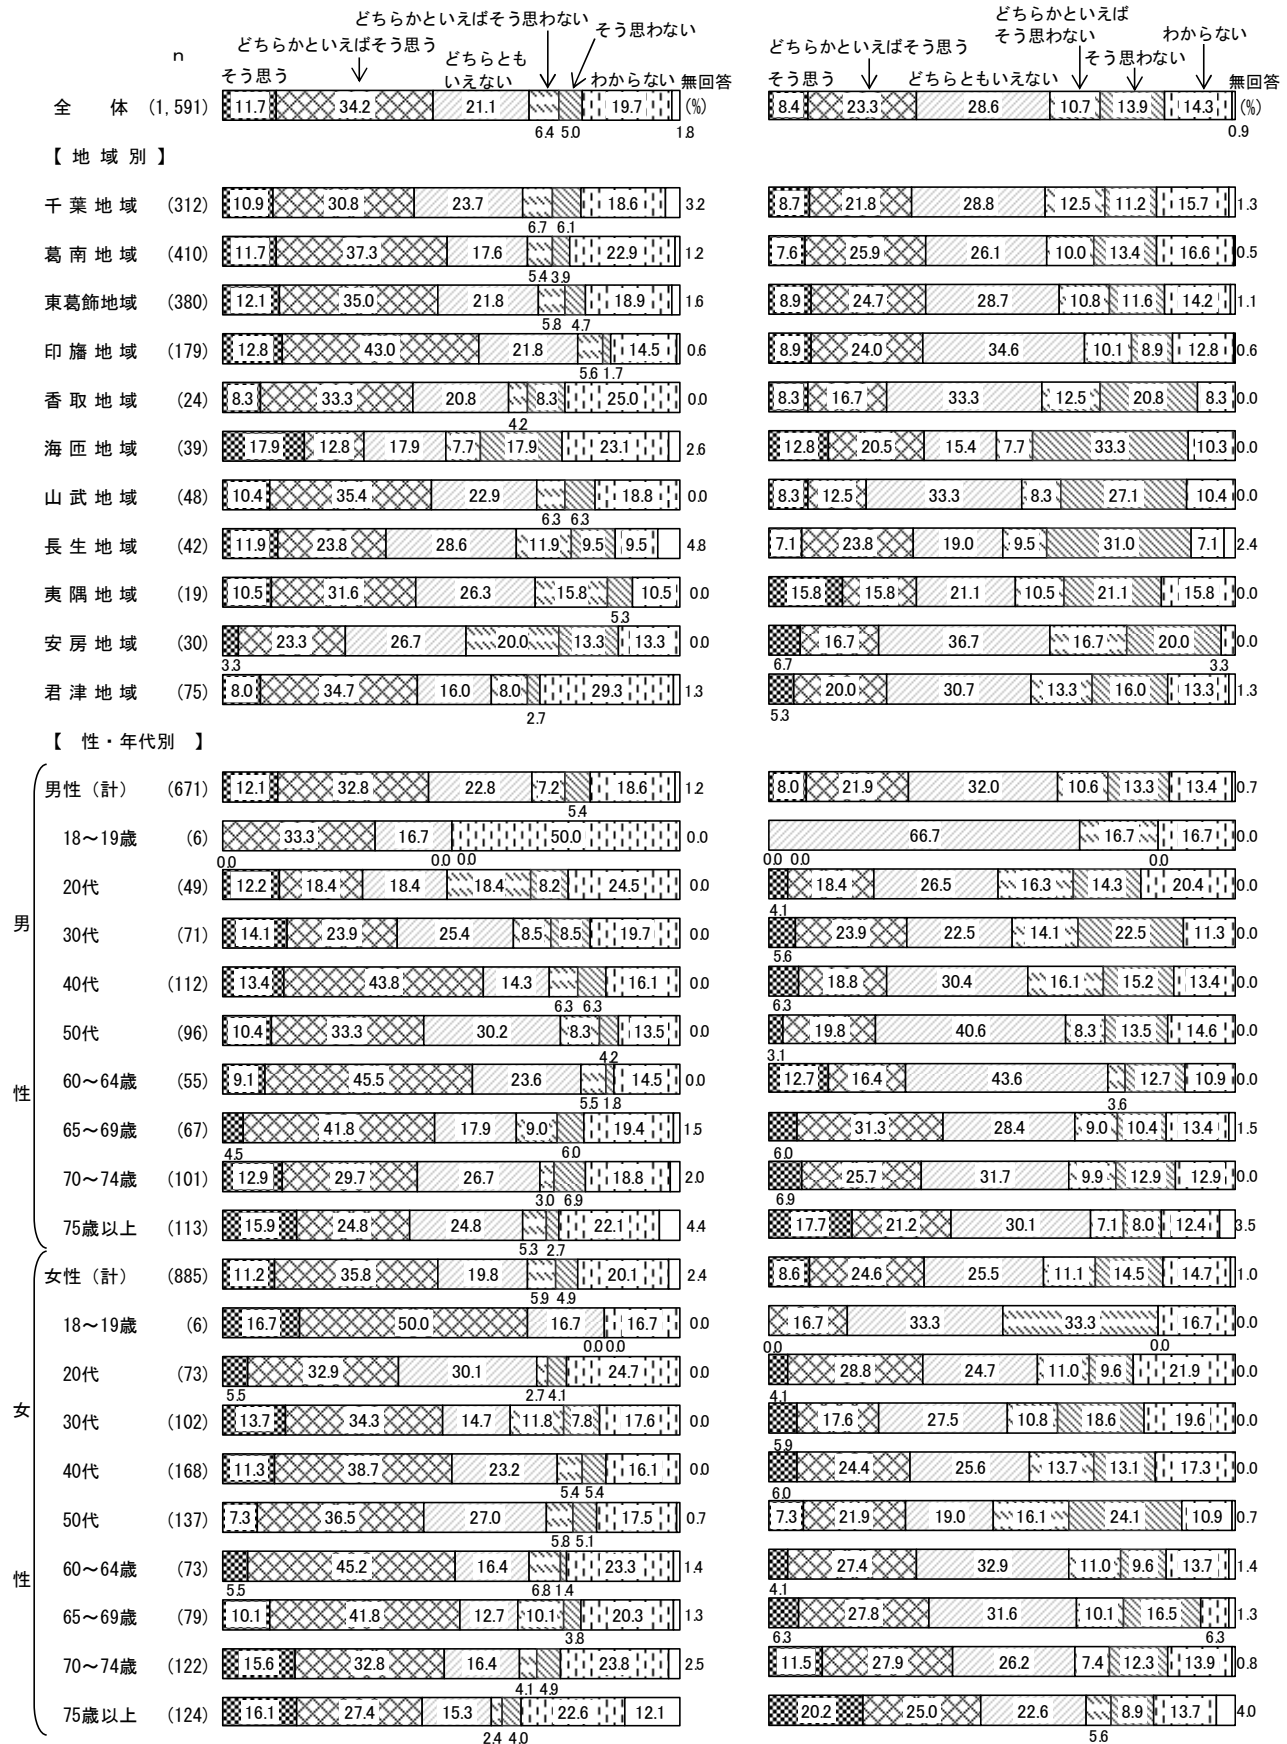 どちらかといえばそう思わない どちらかといえば
そう思わない そう思わない わからない
n どちらかといえばそう思う どちらとも どちらかといえばそう思う そう思わない
そう思う いえない わからない 無回答 そう思う どちらともいえない 無回答
全 体 (1,591) 11.7 34.2 21.1 19.7 (%) 8.4 23.3 28.6 10.7 13.9 14.3 (%)
6.4 5.0 1.8 0.9
【 地 域 別 】
千 葉 地 域 (312) 10.9 30.8 23.7 18.6 3.2 8.7 21.8 28.8 12.5 11.2 15.7 1.3
6.7 6.1
葛 南 地 域 (410) 11.7 37.3 17.6 22.9 1.2 7.6 25.9 26.1 10.0 13.4 16.6 0.5
5.4 3.9
東葛飾地域 (380) 12.1 35.0 21.8 18.9 1.6 8.9 24.7 28.7 10.8 11.6 14.2 1.1
5.8 4.7
印 旛 地 域 (179) 12.8 43.0 21.8 14.5 0.6 8.9 24.0 34.6 10.1 8.9 12.8 0.6
5.6 1.7
香 取 地 域 (24) 8.3 33.3 20.8 8.3 25.0 0.0 8.3 16.7 33.3 12.5 20.8 8.3 0.0
4.2
海 匝 地 域 (39) 17.9 12.8 17.9 7.7 17.9 23.1 2.6 12.8 20.5 15.4 7.7 33.3 10.3 0.0
山 武 地 域 (48) 10.4 35.4 22.9 18.8 0.0 8.3 12.5 33.3 8.3 27.1 10.4 0.0
6.3 6.3
長 生 地 域 (42) 11.9 23.8 28.6 11.9 9.5 9.5 4.8 7.1 23.8 19.0 9.5 31.0 7.1 2.4
夷 隅 地 域 (19) 10.5 31.6 26.3 15.8 10.5 0.0 15.8 15.8 21.1 10.5 21.1 15.8 0.0
5.3
安 房 地 域 (30) 23.3 26.7 20.0 13.3 13.3 0.0 16.7 36.7 16.7 20.0 0.0
3.3 6.7 3.3
君 津 地 域 (75) 8.0 34.7 16.0 8.0 29.3 1.3 20.0 30.7 13.3 16.0 13.3 1.3
2.7 5.3
【 性・年代別 】
男性（計） (671) 12.1 32.8 22.8 7.2 18.6 1.2 8.0 21.9 32.0 10.6 13.3 13.4 0.7
5.4
18～19歳 (6) 33.3 16.7 50.0 0.0 66.7 16.7 16.7 0.0
0.0 0.0 0.0 0.0 0.0 0.0
20代 (49) 12.2 18.4 18.4 18.4 8.2 24.5 0.0 18.4 26.5 16.3 14.3 20.4 0.0
4.1
男
30代 (71) 14.1 23.9 25.4 8.5 8.5 19.7 0.0 23.9 22.5 14.1 22.5 11.3 0.0
5.6
40代 (112) 13.4 43.8 14.3 16.1 0.0 18.8 30.4 16.1 15.2 13.4 0.0
6.3 6.3 6.3
50代 (96) 10.4 33.3 30.2 8.3 13.5 0.0 19.8 40.6 8.3 13.5 14.6 0.0
4.2 3.1
60～64歳 (55) 9.1 45.5 23.6 14.5 0.0 12.7 16.4 43.6 12.7 10.9 0.0
性
5.5 1.8 3.6
65～69歳 (67) 41.8 17.9 9.0 19.4 1.5 31.3 28.4 9.0 10.4 13.4 1.5
4.5 6.0 6.0
70～74歳 (101) 12.9 29.7 26.7 18.8 2.0 25.7 31.7 9.9 12.9 12.9 0.0
3.0 6.9 6.9
75歳以上 (113) 15.9 24.8 24.8 22.1 4.4 17.7 21.2 30.1 7.1 8.0 12.4 3.5
5.3 2.7
女性（計） (885) 11.2 35.8 19.8 20.1 2.4 8.6 24.6 25.5 11.1 14.5 14.7 1.0
5.9 4.9
18～19歳 (6) 16.7 50.0 16.7 16.7 0.0 16.7 33.3 33.3 16.7 0.0
0.0 0.0 0.0 0.0
20代 (73) 32.9 30.1 24.7 0.0 28.8 24.7 11.0 9.6 21.9 0.0
5.5 2.7 4.1 4.1
女
30代 (102) 13.7 34.3 14.7 11.8 7.8 17.6 0.0 17.6 27.5 10.8 18.6 19.6 0.0
5.9
40代 (168) 11.3 38.7 23.2 16.1 0.0 24.4 25.6 13.7 13.1 17.3 0.0
5.4 5.4 6.0
50代 (137) 7.3 36.5 27.0 17.5 0.7 7.3 21.9 19.0 16.1 24.1 10.9 0.7
5.8 5.1
60～64歳 (73) 45.2 16.4 23.3 1.4 27.4 32.9 11.0 9.6 13.7 1.4
性
5.5 6.8 1.4 4.1
65～69歳 (79) 10.1 41.8 12.7 10.1 20.3 1.3 27.8 31.6 10.1 16.5 1.3
3.8 6.3 6.3
70～74歳 (122) 15.6 32.8 16.4 23.8 2.5 11.5 27.9 26.2 7.4 12.3 13.9 0.8
4.1 4.9
75歳以上 (124) 16.1 27.4 15.3 22.6 12.1 20.2 25.0 22.6 8.9 13.7 4.0
2.4 4.0 5.6